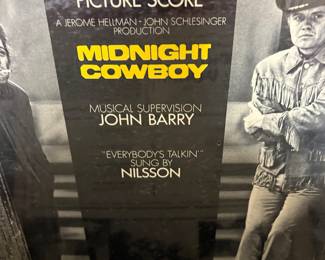 PICTURE SCORE
A JEROME HELLMAN - JOHN SCHLESINGER
PRODUCTION
MIDNIGHT
COWBOY
MUSICAL SUPERVISION
JOHN BARRY
"EVERYBODY'S TALKIN'"
SUNG BY
NILSSON